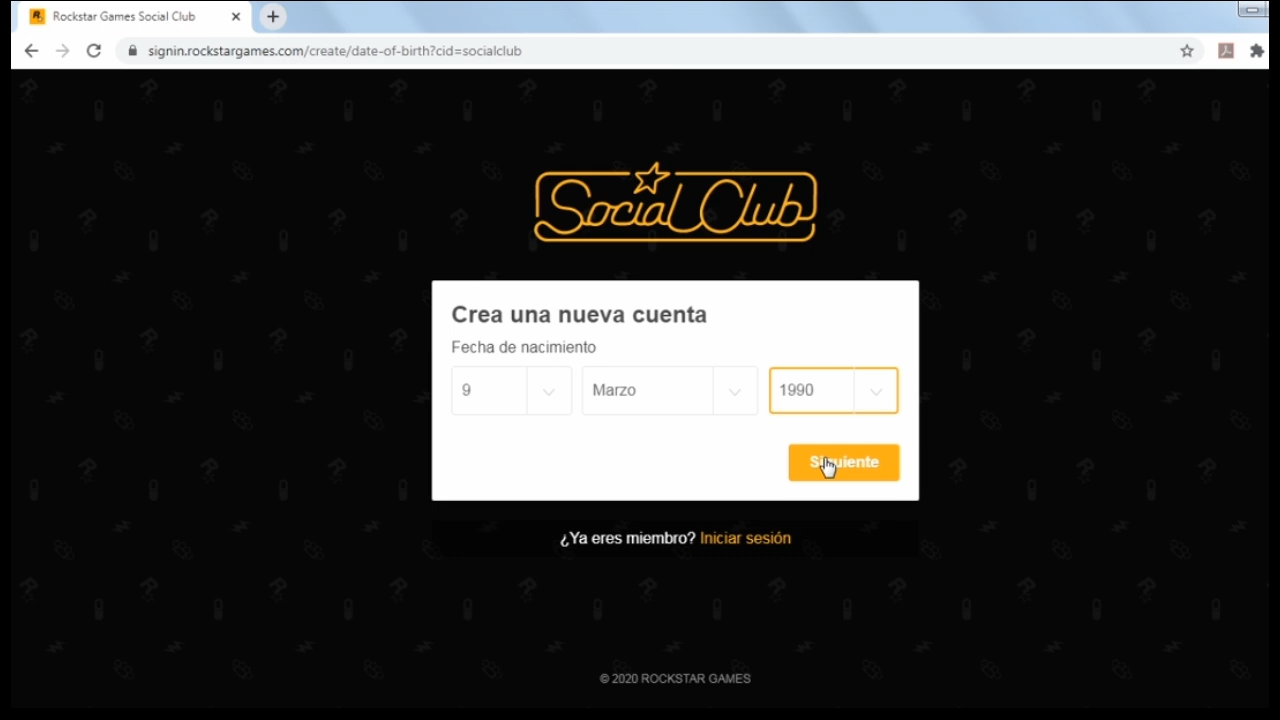 Rockstar Games Social Club
signin.rockstargames.com/create/date-of-birth?cid=socialclub
Social Club
Crea una nueva cuenta
Fecha de nacimiento
9 Marzo 1990
Siguiente
¿Ya eres miembro? Iniciar sesión
© 2020 ROCKSTAR GAMES